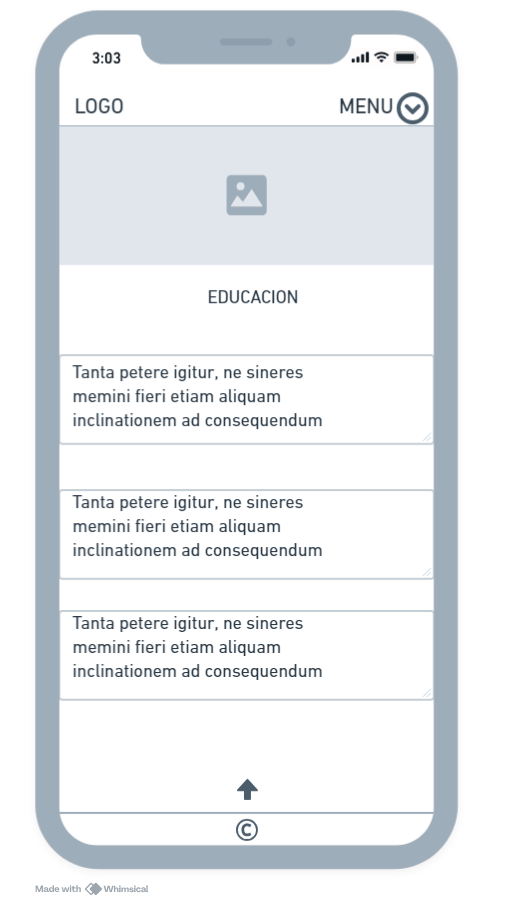 3:03
LOGO
MENU
EDUCACION
Tanta petere igitur, ne sineres
memini fieri etiam aliquam
inclinationem ad consequendum
Tanta petere igitur, ne sineres
memini fieri etiam aliquam
inclinationem ad consequendum
Tanta petere igitur, ne sineres
memini fieri etiam aliquam
inclinationem ad consequendum
©
Made with Whimsical